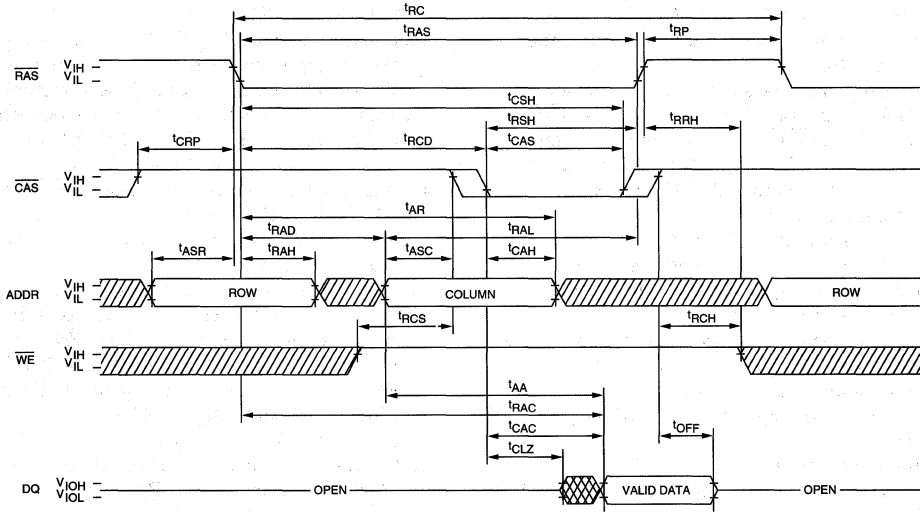 tRC
tRAS
tRP
RAS
VIH
VIL
tCSH
tRSH
tRRH
tCRP
tRCD
tCAS
CAS
VIH
VIL
tAR
tRAD
tRAL
tASR
tRAH
tASC
tCAH
ADDR
VIH
VIL
ROW
COLUMN
ROW
tRCS
tRCH
WE
VIH
VIL
tAA
tRAC
tCAC
tOFF
tCLZ
DQ
VIOH
VIOL
OPEN
VALID DATA
OPEN